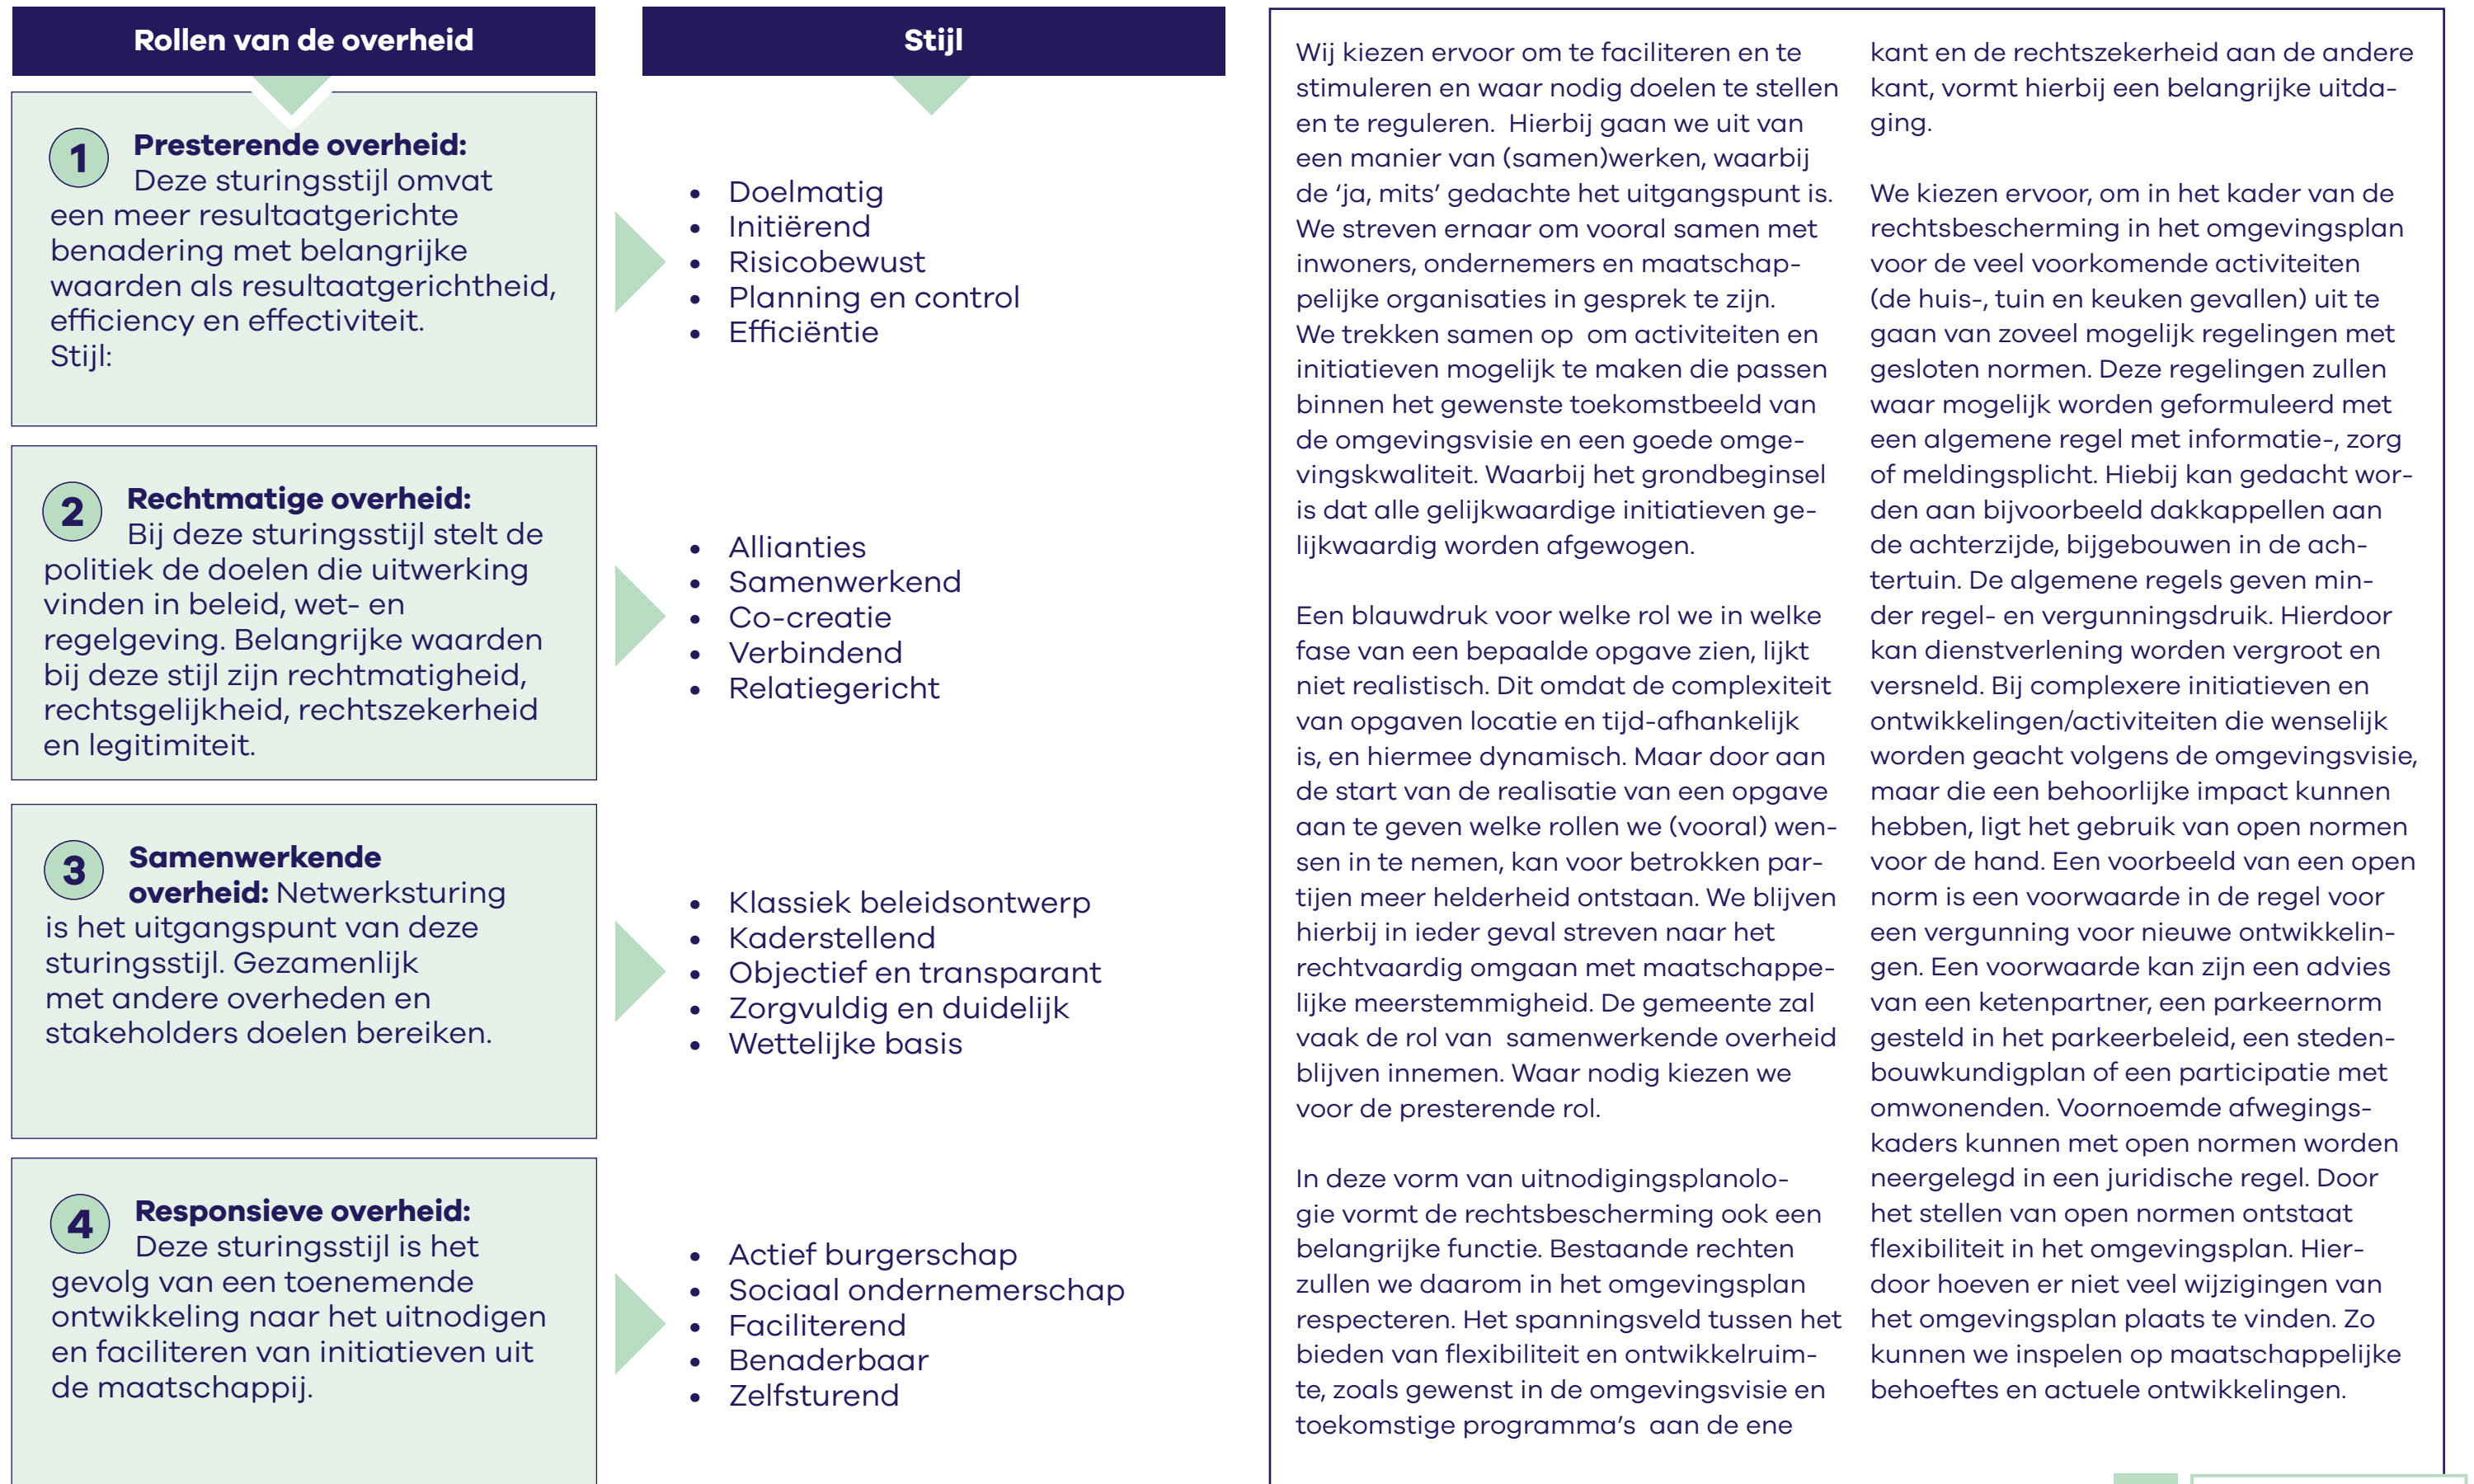 Rollen van de overheid
1
Presterende overheid:
Deze sturingsstijl omvat
een meer resultaatgerichte
benadering met belangrijke
waarden als resultaatgerichtheid,
efficiency en effectiviteit.
Stijl:
2
Rechtmatige overheid:
Bij deze sturingsstijl stelt de
politiek de doelen die uitwerking
vinden in beleid, wet- en
regelgeving. Belangrijke waarden
bij deze stijl zijn rechtmatigheid,
rechtsgelijkheid, rechtszekerheid
en legitimiteit.
3
Samenwerkende
overheid: Netwerksturing
is het uitgangspunt van deze
sturingsstijl. Gezamenlijk
met andere overheden en
stakeholders doelen bereiken.
4
Responsieve overheid:
Deze sturingsstijl is het
gevolg van een toenemende
ontwikkeling naar het uitnodigen
en faciliteren van initiatieven uit
de maatschappij.
Stijl
• Doelmatig
• Initiërend
• Risicobewust
• Planning en control
• Efficiëntie
• Allianties
• Samenwerkend
• Co-creatie
• Verbindend
• Relatiegericht
• Klassiek beleidsontwerp
• Kaderstellend
• Objectief en transparant
• Zorgvuldig en duidelijk
• Wettelijke basis
• Actief burgerschap
• Sociaal ondernemerschap
• Faciliterend
• Benaderbaar
• Zelfsturend
Wij kiezen ervoor om te faciliteren en te
stimuleren en waar nodig doelen te stellen
en te reguleren.  Hierbij gaan we uit van
een manier van (samen)werken, waarbij
de ‘ja, mits’ gedachte het uitgangspunt is.
We streven ernaar om vooral samen met
inwoners, ondernemers en maatschap-
pelijke organisaties in gesprek te zijn.
We trekken samen op  om activiteiten en
initiatieven mogelijk te maken die passen
binnen het gewenste toekomstbeeld van
de omgevingsvisie en een goede omge-
vingskwaliteit. Waarbij het grondbeginsel
is dat alle gelijkwaardige initiatieven ge-
lijkwaardig worden afgewogen.
Een blauwdruk voor welke rol we in welke
fase van een bepaalde opgave zien, lijkt
niet realistisch. Dit omdat de complexiteit
van opgaven locatie en tijd-afhankelijk
is, en hiermee dynamisch. Maar door aan
de start van de realisatie van een opgave
aan te geven welke rollen we (vooral) wen-
sen in te nemen, kan voor betrokken par-
tijen meer helderheid ontstaan. We blijven
hierbij in ieder geval streven naar het
rechtvaardig omgaan met maatschappe-
lijke meerstemmigheid. De gemeente zal
vaak de rol van  samenwerkende overheid
blijven innemen. Waar nodig kiezen we
voor de presterende rol.
In deze vorm van uitnodigingsplanolo-
gie vormt de rechtsbescherming ook een
belangrijke functie. Bestaande rechten
zullen we daarom in het omgevingsplan
respecteren. Het spanningsveld tussen het
bieden van flexibiliteit en ontwikkelruim-
te, zoals gewenst in de omgevingsvisie en
toekomstige programma’s  aan de ene
kant en de rechtszekerheid aan de andere
kant, vormt hierbij een belangrijke uitda-
ging.
We kiezen ervoor, om in het kader van de
rechtsbescherming in het omgevingsplan
voor de veel voorkomende activiteiten
(de huis-, tuin en keuken gevallen) uit te
gaan van zoveel mogelijk regelingen met
gesloten normen. Deze regelingen zullen
waar mogelijk worden geformuleerd met
een algemene regel met informatie-, zorg
of meldingsplicht. Hiebij kan gedacht wor-
den aan bijvoorbeeld dakkappellen aan
de achterzijde, bijgebouwen in de ach-
tertuin. De algemene regels geven min-
der regel- en vergunningsdruk. Hierdoor
kan dienstverlening worden vergroot en
versneld. Bij complexere initiatieven en
ontwikkelingen/activiteiten die wenselijk
worden geacht volgens de omgevingsvisie,
maar die een behoorlijke impact kunnen
hebben, ligt het gebruik van open normen
voor de hand. Een voorbeeld van een open
norm is een voorwaarde in de regel voor
een vergunning voor nieuwe ontwikkelin-
gen. Een voorwaarde kan zijn een advies
van een ketenpartner, een parkeernorm
gesteld in het parkeerbeleid, een steden-
bouwkundigplan of een participatie met
omwonenden. Voornoemde afwegings-
kaders kunnen met open normen worden
neergelegd in een juridische regel. Door
het stellen van open normen ontstaat
flexibiliteit in het omgevingsplan. Hier-
door hoeven er niet veel wijzigingen van
het omgevingsplan plaats te vinden. Zo
kunnen we inspelen op maatschappelijke
behoeftes en actuele ontwikkelingen.